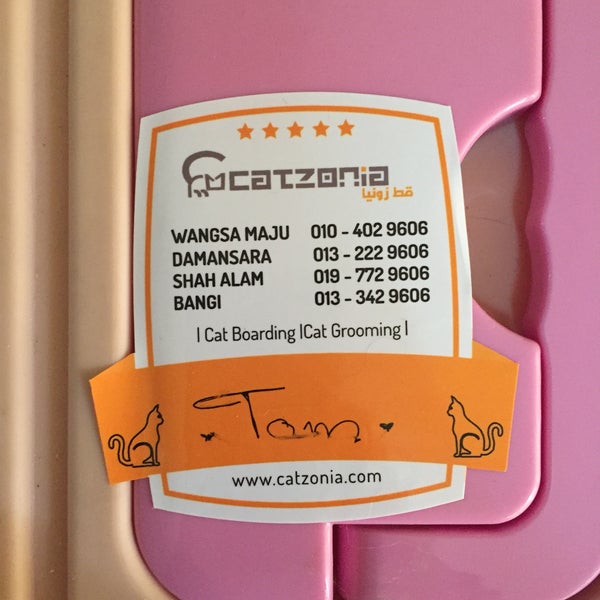 catzonia
قط زونيا
WANGSA MAJU 010 - 402 9606
DAMANSARA 013 - 222 9606
SHAH ALAM 019 - 772 9606
BANGI 013 - 342 9606
| Cat Boarding |Cat Grooming |
Tom
www.catzonia.com